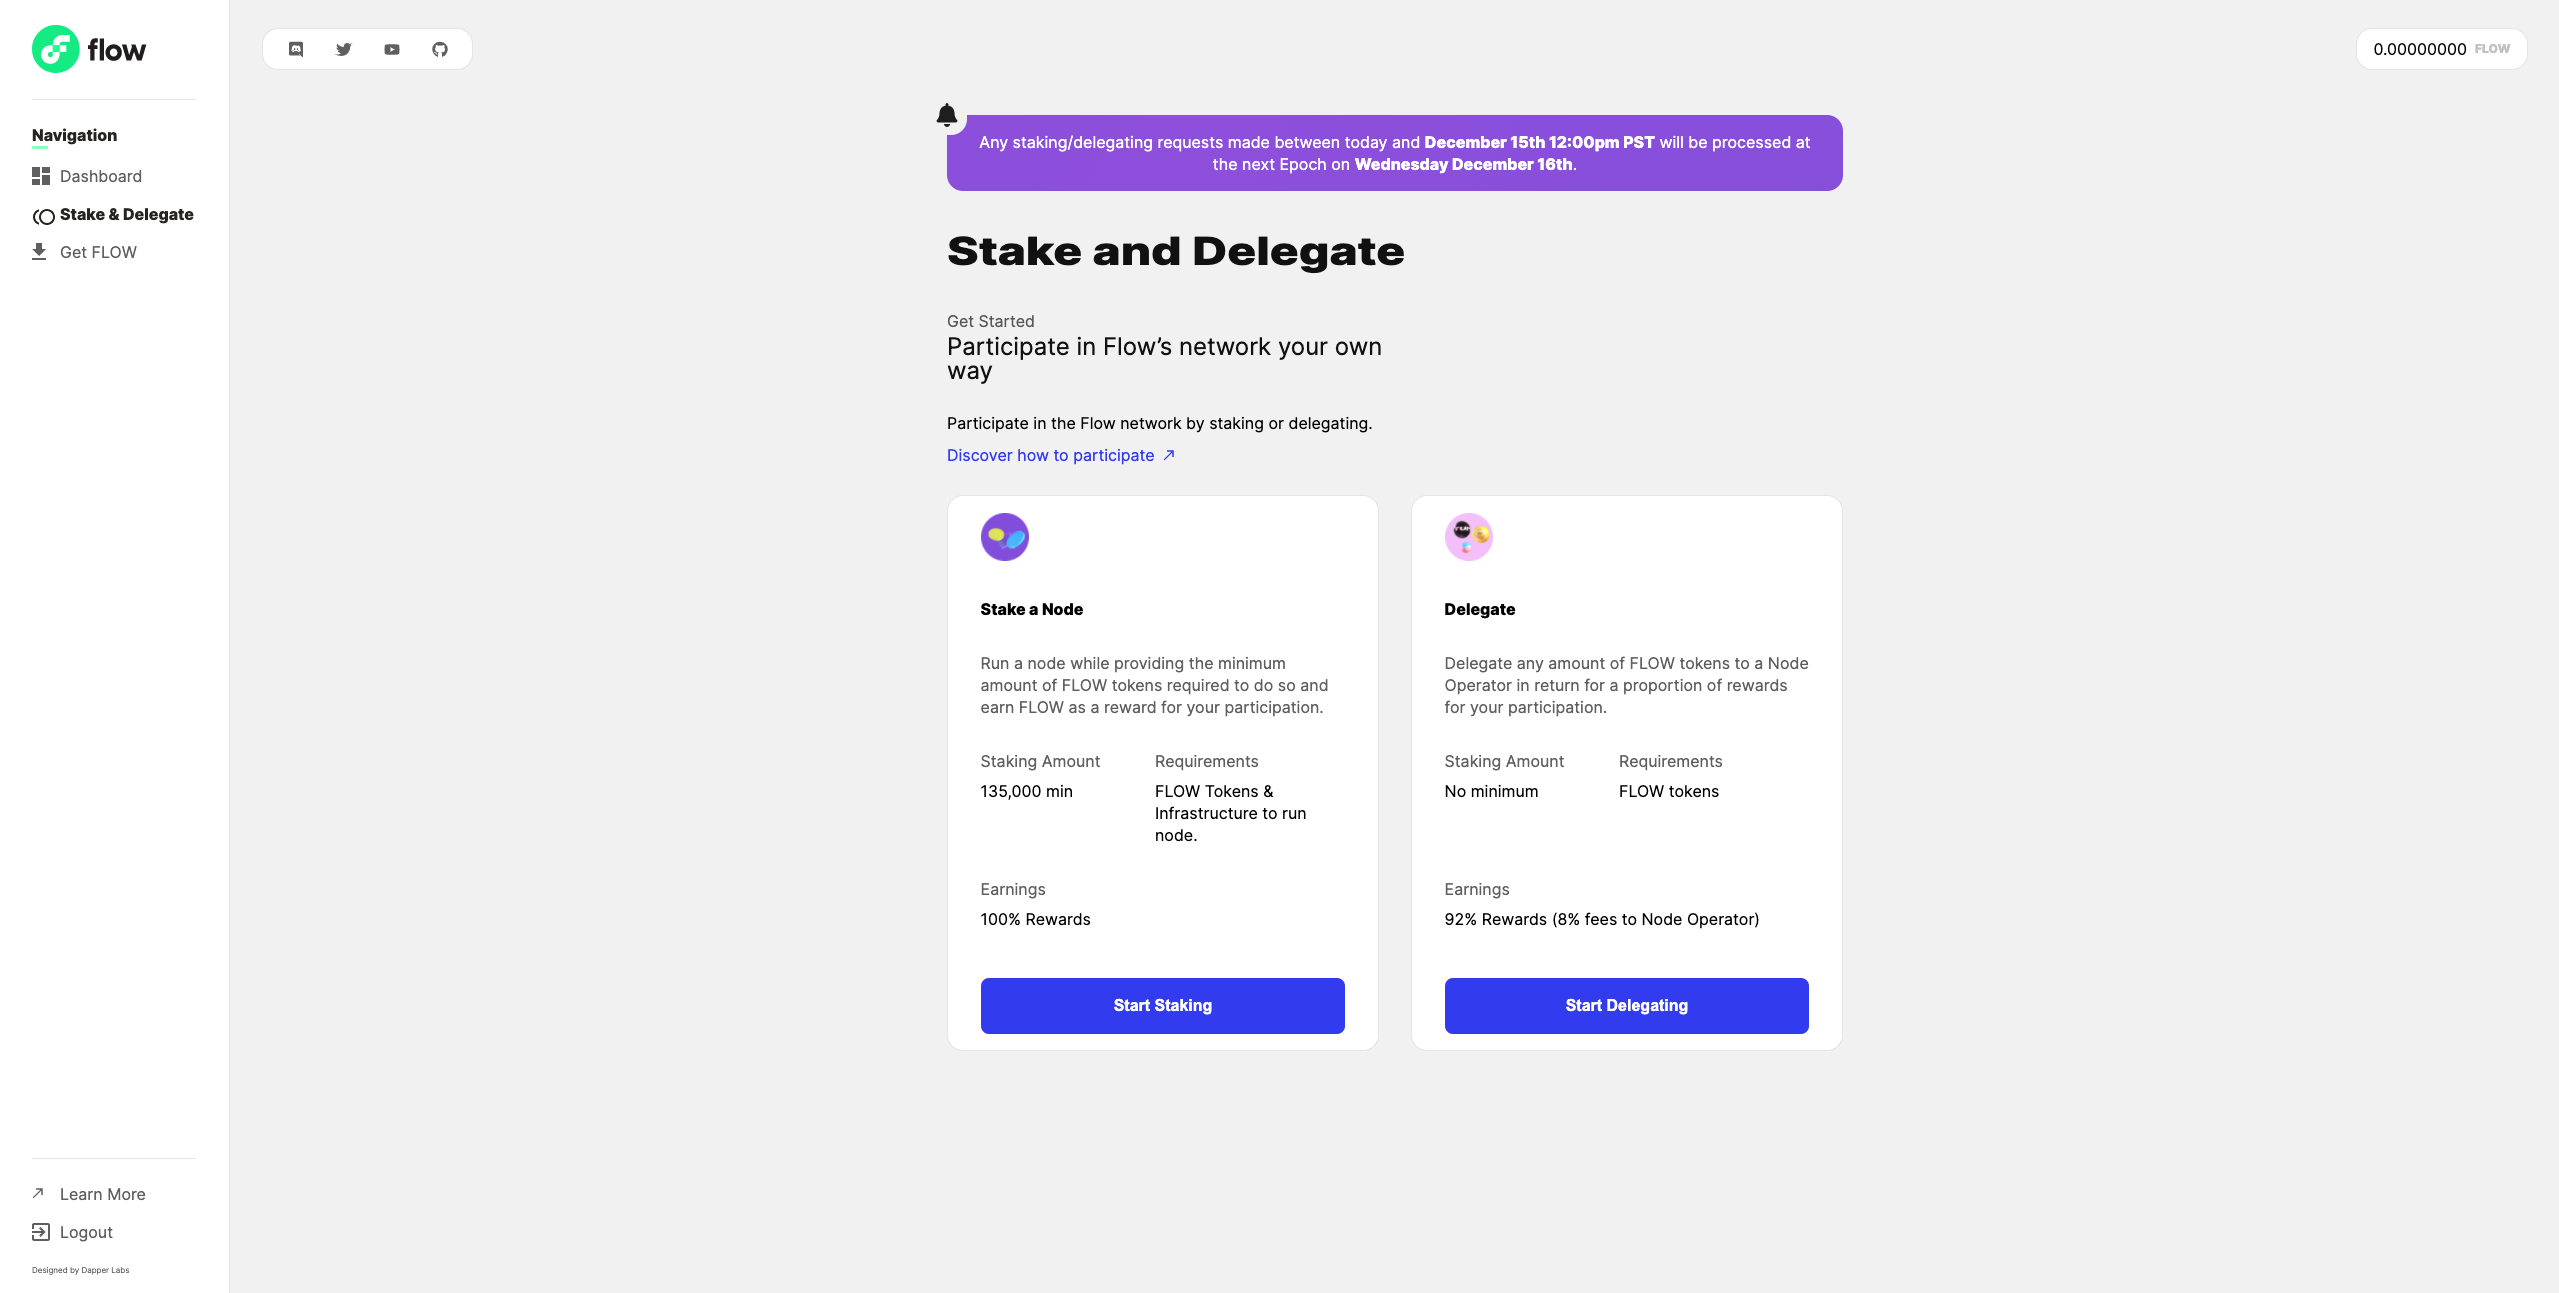 flow
0.00000000 FLOW
Navigation
Dashboard
Stake & Delegate
Get FLOW
Any staking/delegating requests made between today and December 15th 12:00pm PST will be processed at
the next Epoch on Wednesday December 16th.
Stake and Delegate
Get Started
Participate in Flow’s network your own
way
Participate in the Flow network by staking or delegating.
Discover how to participate
Stake a Node
Run a node while providing the minimum
amount of FLOW tokens required to do so and
earn FLOW as a reward for your participation.
Staking Amount
135,000 min
Requirements
FLOW Tokens &
Infrastructure to run
node.
Earnings
100% Rewards
Start Staking
Delegate
Delegate any amount of FLOW tokens to a Node
Operator in return for a proportion of rewards
for your participation.
Staking Amount
No minimum
Requirements
FLOW tokens
Earnings
92% Rewards (8% fees to Node Operator)
Start Delegating
Learn More
Logout
Designed by Dapper Labs